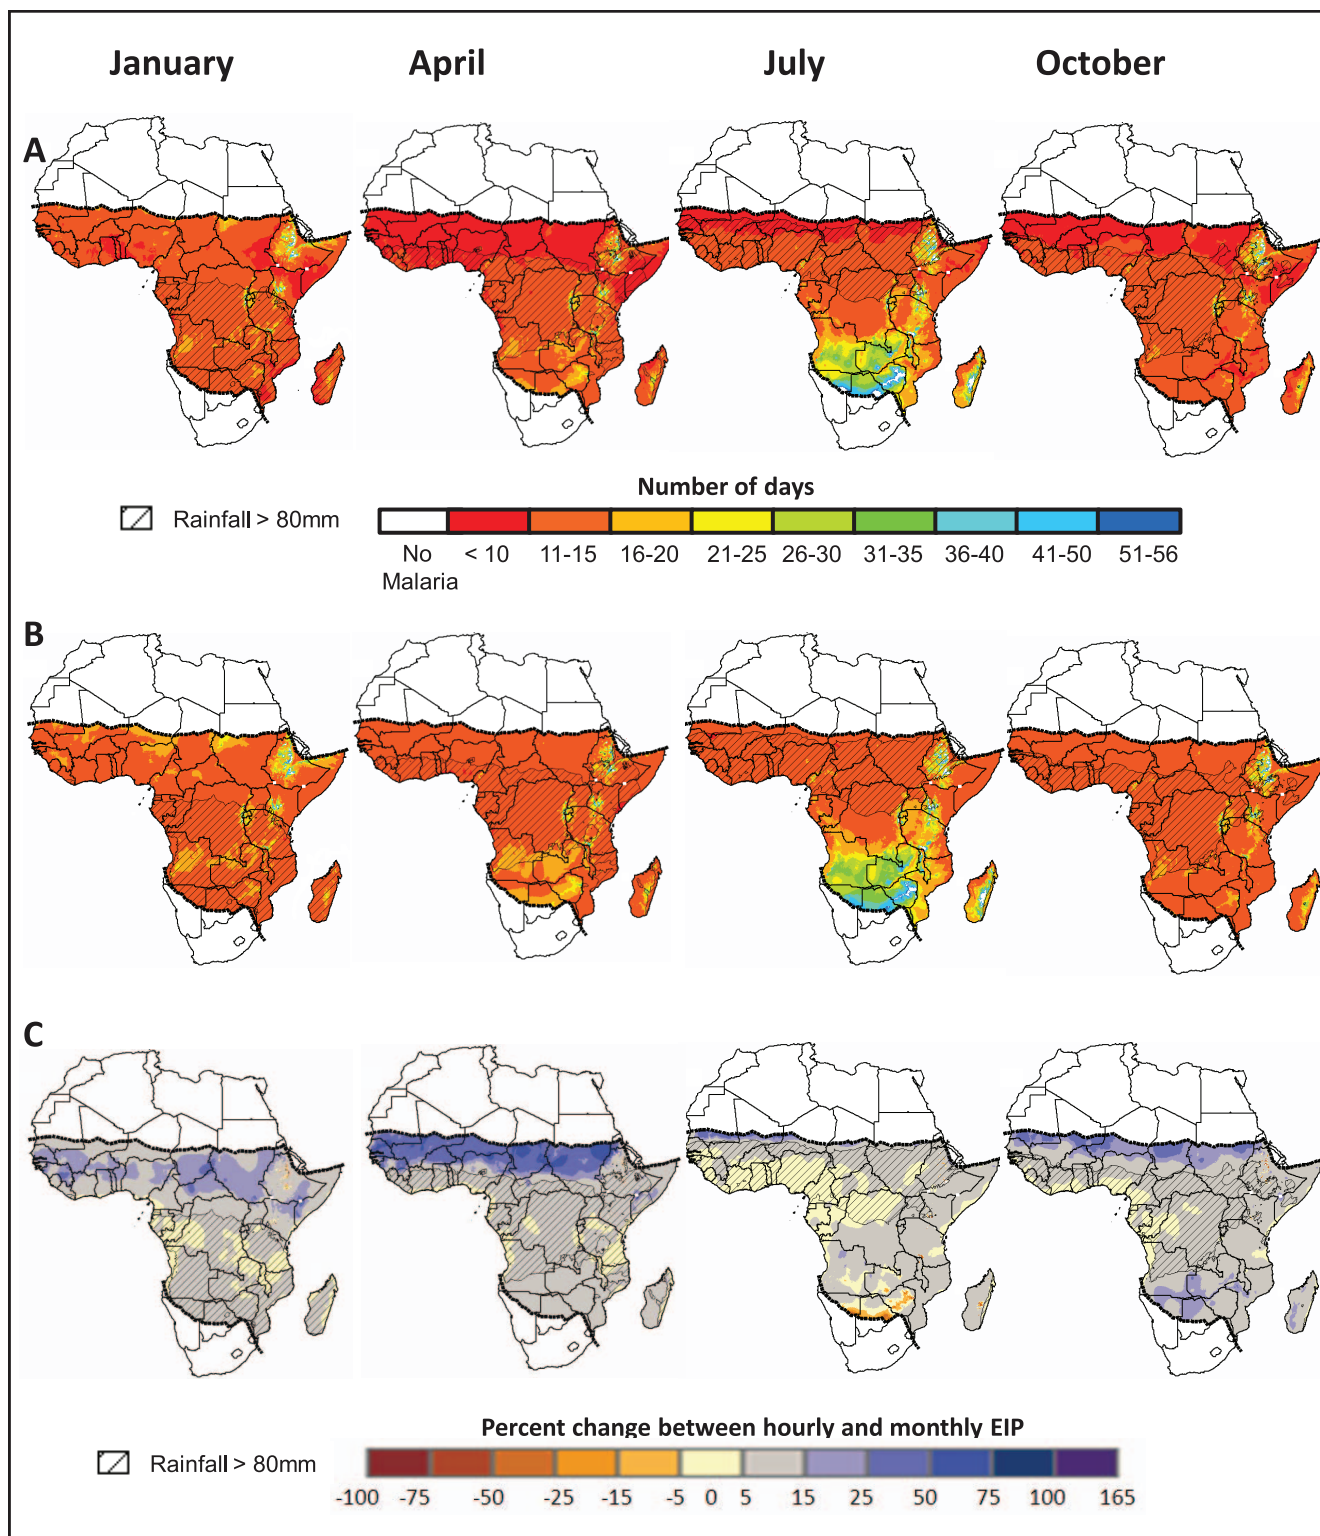 January April July October
A
Number of days
Rainfall > 80mm
No Malaria < 10 11-15 16-20 21-25 26-30 31-35 36-40 41-50 51-56
B
C
Percent change between hourly and monthly EIP
Rainfall > 80mm
-100 -75 -50 -25 -15 -5 0 5 15 25 50 75 100 165